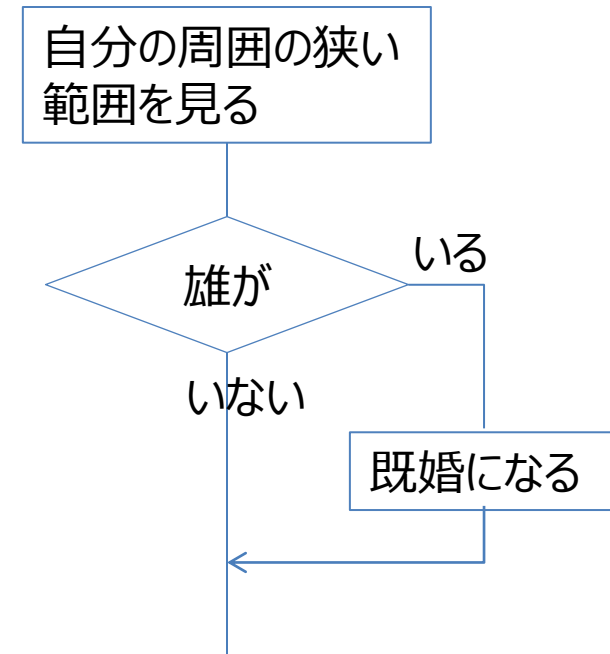 自分の周囲の狭い
範囲を見る
雄が
いる
いない
既婚になる